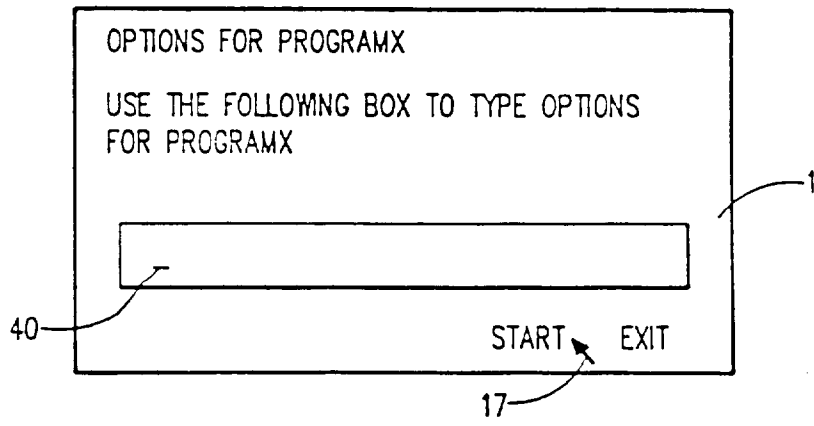 OPTIONS FOR PROGRAMX
USE THE FOLLOWING BOX TO TYPE OPTIONS
FOR PROGRAMX
1
40
START EXIT
17